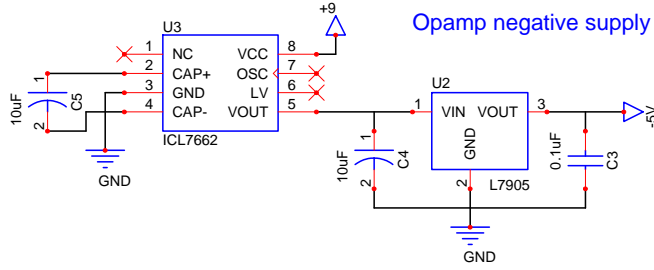 Opamp negative supply
+9
U3
1 NC VCC 8
2 CAP+ OSC 7
3 GND LV 6
4 CAP- VOUT 5
ICL7662
1
10uF C5
2
GND
U2
1 VIN VOUT 3
GND
2
L7905
1
10uF C4
2
0.1uF C3
-5V
GND